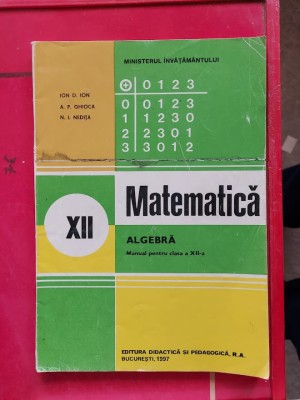 MINISTERUL ÎNVĂȚĂMÂNTULUI
ION D. ION
A. P. GHIOCA
N. I. NEDIȚA
⊕ 0 1 2 3
0 0 1 2 3
1 1 2 3 0
2 2 3 0 1
3 3 0 1 2
XII
Matematică
ALGEBRĂ
Manual pentru clasa a XII-a
EDITURA DIDACTICĂ ȘI PEDAGOGICĂ, R.A.
BUCUREȘTI, 1997